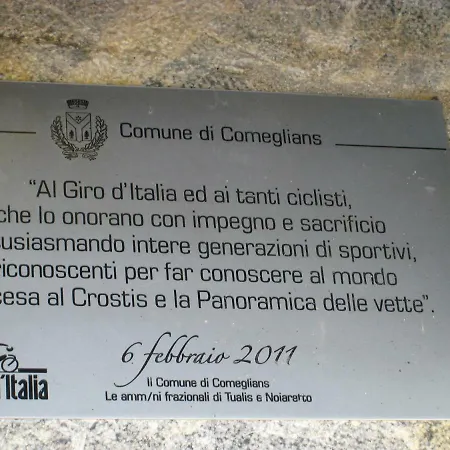 Comune di Comeglians
"Al Giro d'Italia ed ai tanti ciclisti,
che lo onorano con impegno e sacrificio
usiasmando intere generazioni di sportivi,
riconoscenti per far conoscere al mondo
cesa al Crostis e la Panoramica delle vette".
6 febbraio 2011
d'Italia
Il Comune di Comeglians
Le amm/ni frazionali di Tualis e Noiaretto